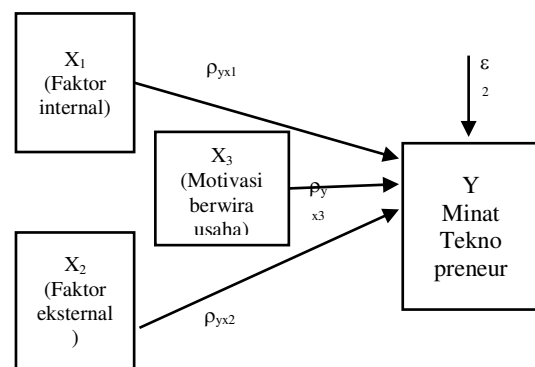 X₁
(Faktor
internal)
ρyx1
ε
2
X₃
(Motivasi
berwira
usaha)
ρy
x3
Y
Minat
Tekno
preneur
X₂
(Faktor
eksternal
)
ρyx2